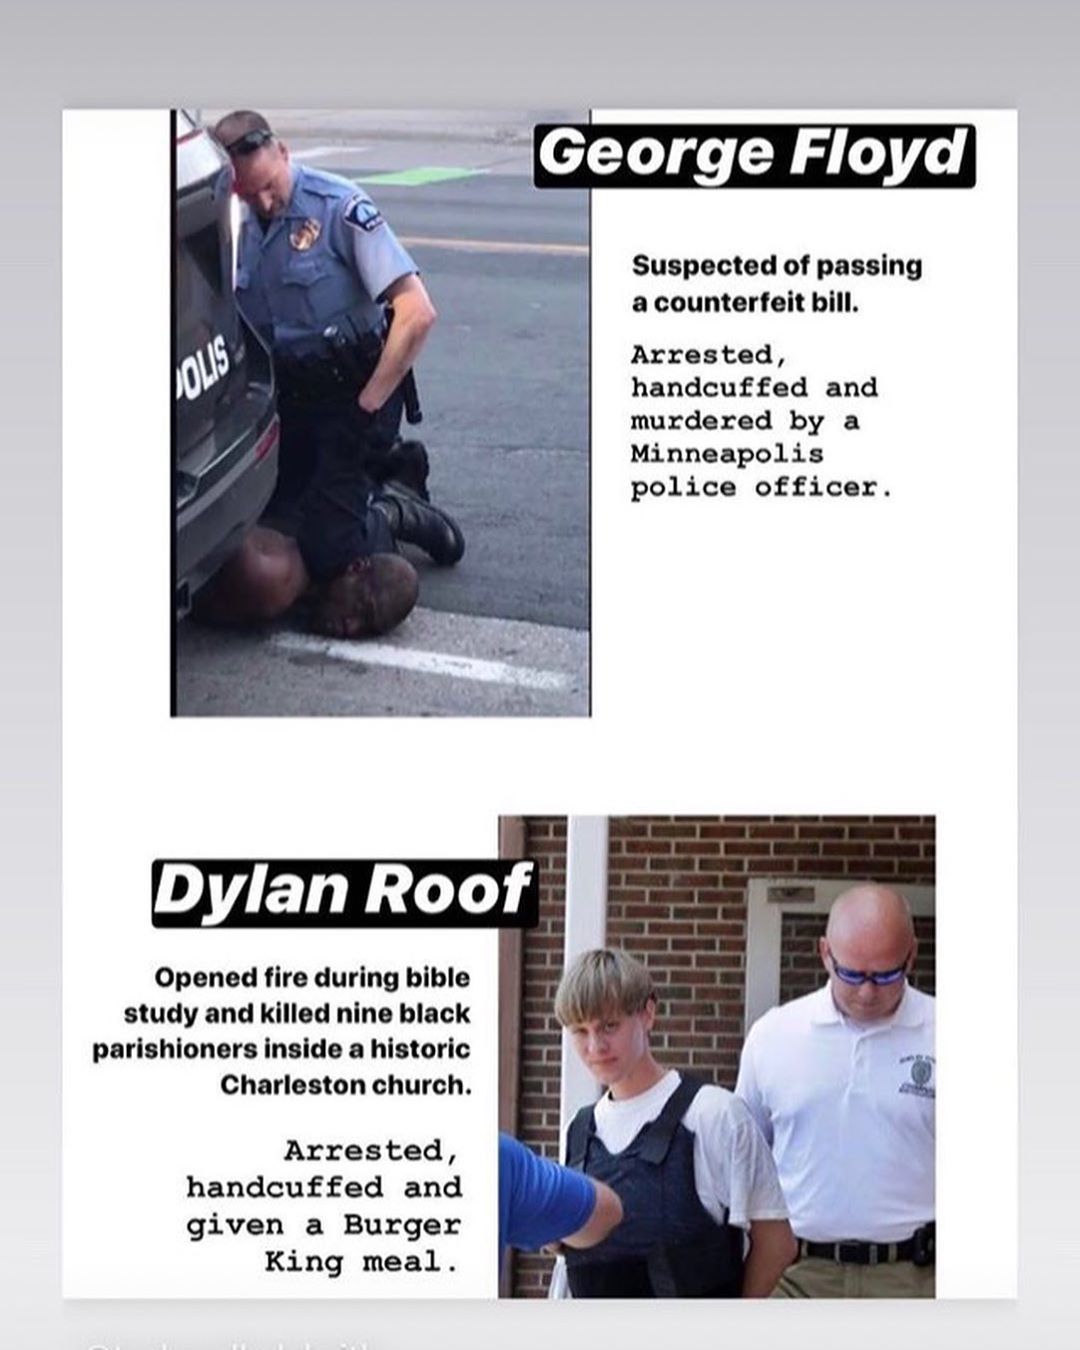 George Floyd
Suspected of passing
a counterfeit bill.
Arrested,
handcuffed and
murdered by a
Minneapolis
police officer.
OLIS
Dylan Roof
Opened fire during bible
study and killed nine black
parishioners inside a historic
Charleston church.
Arrested,
handcuffed and
given a Burger
King meal.